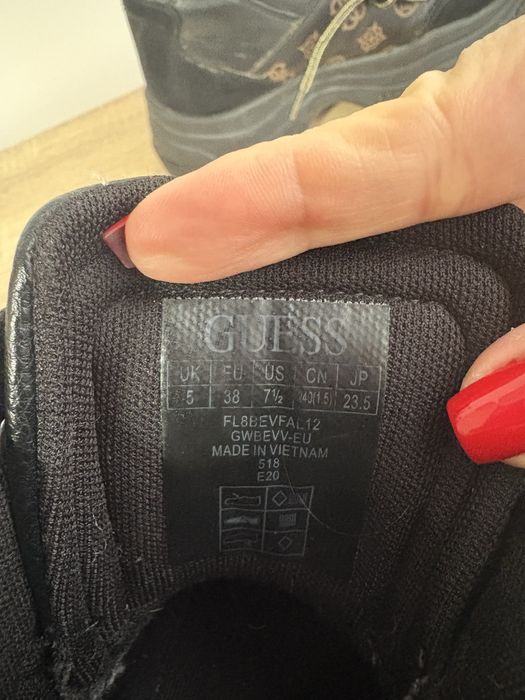 GUESS
UK EU US CN JP
5 38 7½ 240(1.5) 23.5
FL8BEVFAL12
GWBEVV-EU
MADE IN VIETNAM
518
E20